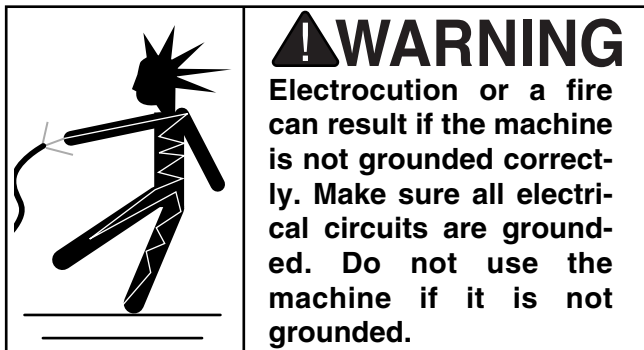 WARNING
Electrocution or a fire
can result if the machine
is not grounded correct-
ly. Make sure all electri-
cal circuits are ground-
ed. Do not use the
machine if it is not
grounded.